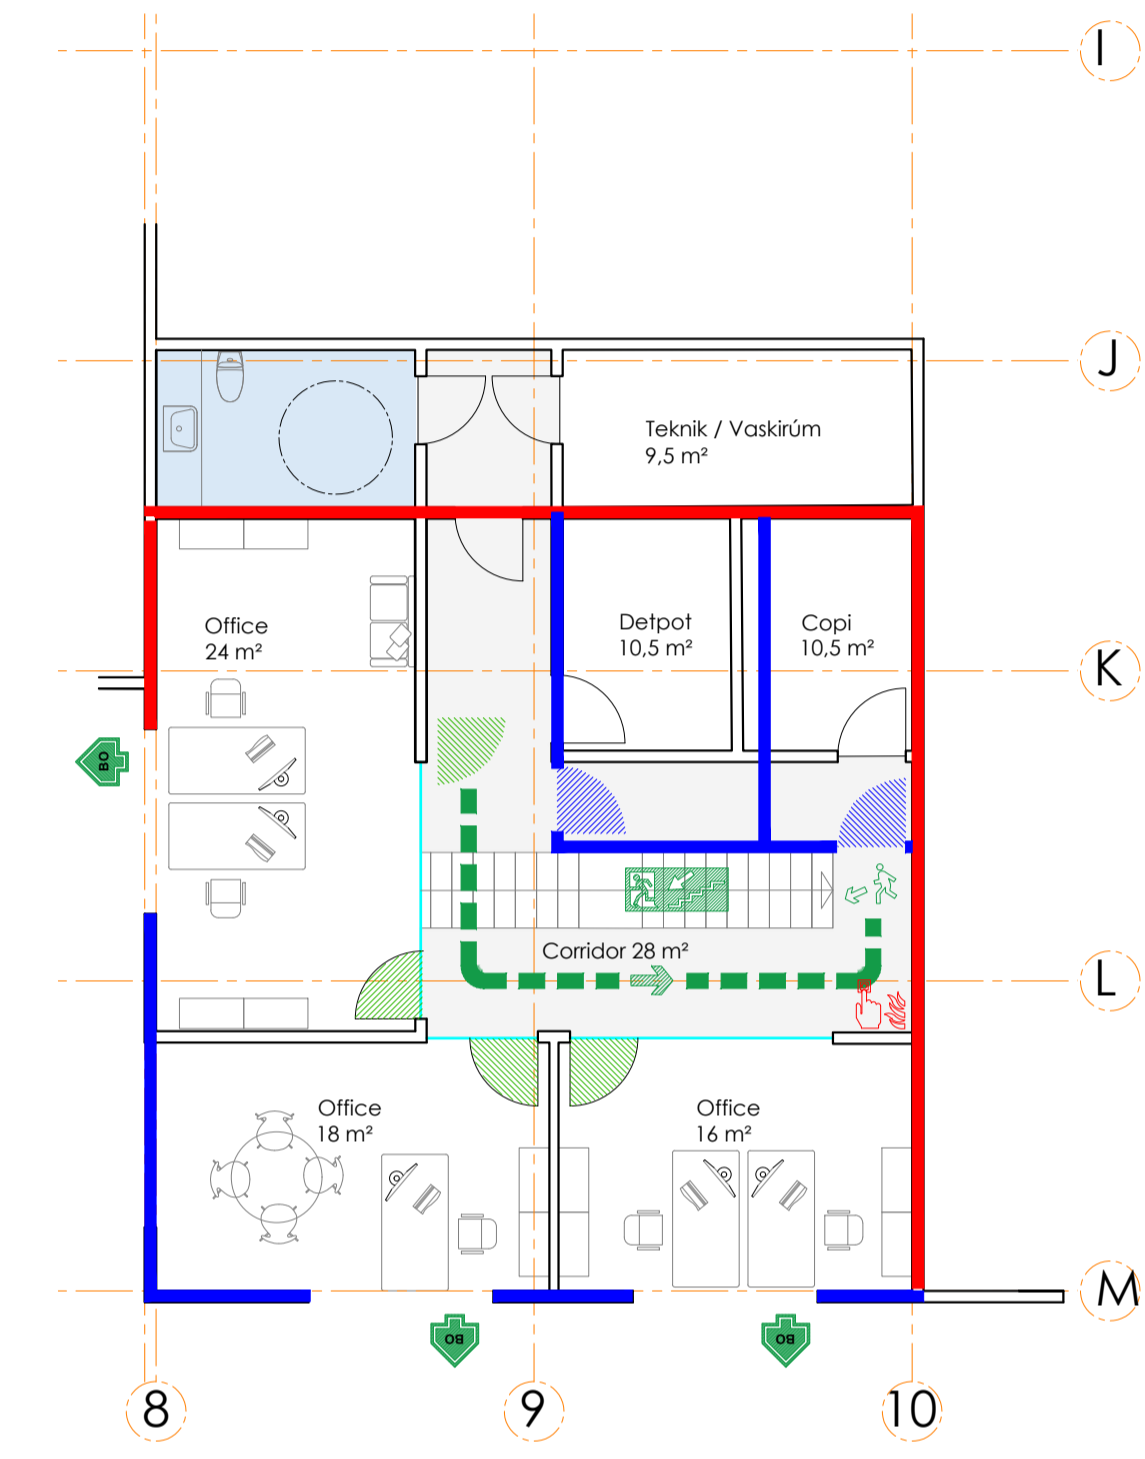 I
J
Teknik / Vaskirúm
9,5 m²
Office
24 m²
Detpot
10,5 m²
Copi
10,5 m²
K
BO
Corridor 28 m²
L
Office
18 m²
Office
16 m²
M
BO
BO
8
9
10